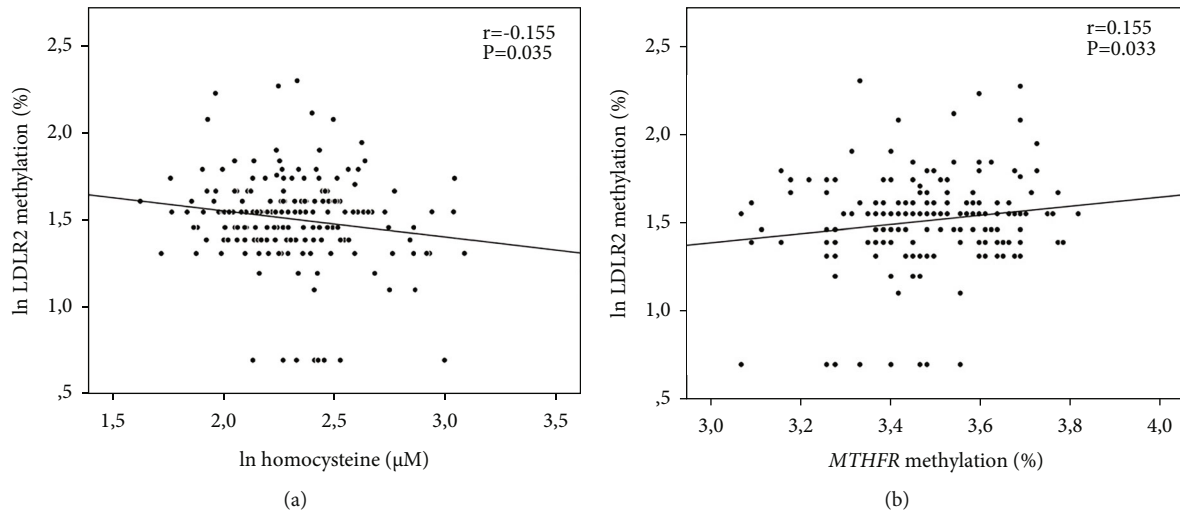 r=-0.155
P=0.035
2,5
2,0
1,5
1,0
,5
ln LDLR2 methylation (%)
1,5
2,0
2,5
3,0
3,5
ln homocysteine (μM)
(a)
r=0.155
P=0.033
2,5
2,0
1,5
1,0
,5
ln LDLR2 methylation (%)
3,0
3,2
3,4
3,6
3,8
4,0
MTHFR methylation (%)
(b)